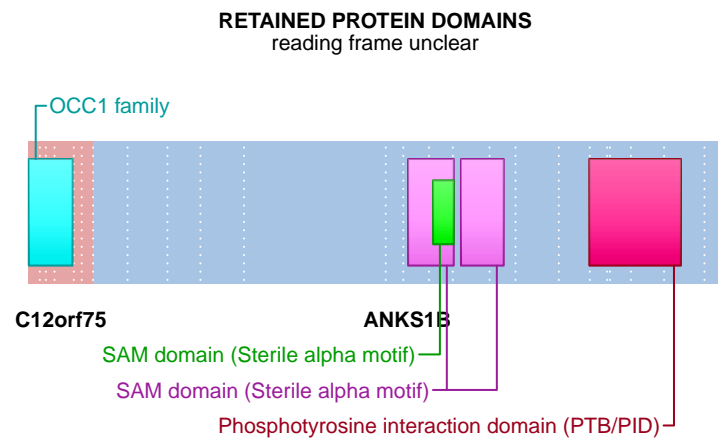 RETAINED PROTEIN DOMAINS
reading frame unclear
OCC1 family
C12orf75
ANKS1B
SAM domain (Sterile alpha motif)
SAM domain (Sterile alpha motif)
Phosphotyrosine interaction domain (PTB/PID)